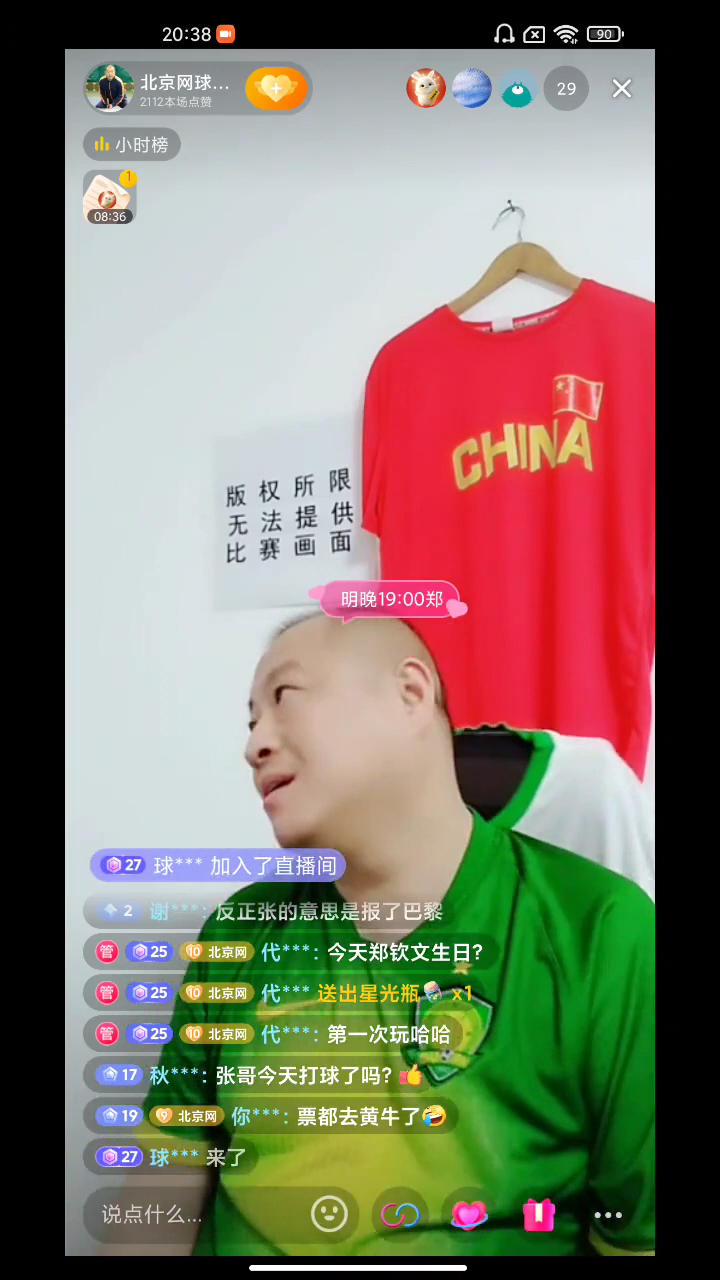 20:38
90
北京网球...
2112本场点赞
29
小时榜
1
08:36
CHINA
版权所限
无法提供
比赛画面
明晚19:00郑
27 球*** 加入了直播间
2 谢***: 反正张的意思是报了巴黎
管 25 10 北京网 代***: 今天郑钦文生日?
管 25 10 北京网 代*** 送出星光瓶 x1
管 25 10 北京网 代***: 第一次玩哈哈
17 秋***: 张哥今天打球了吗?
19 9 北京网 你***: 票都去黄牛了
27 球*** 来了
说点什么...